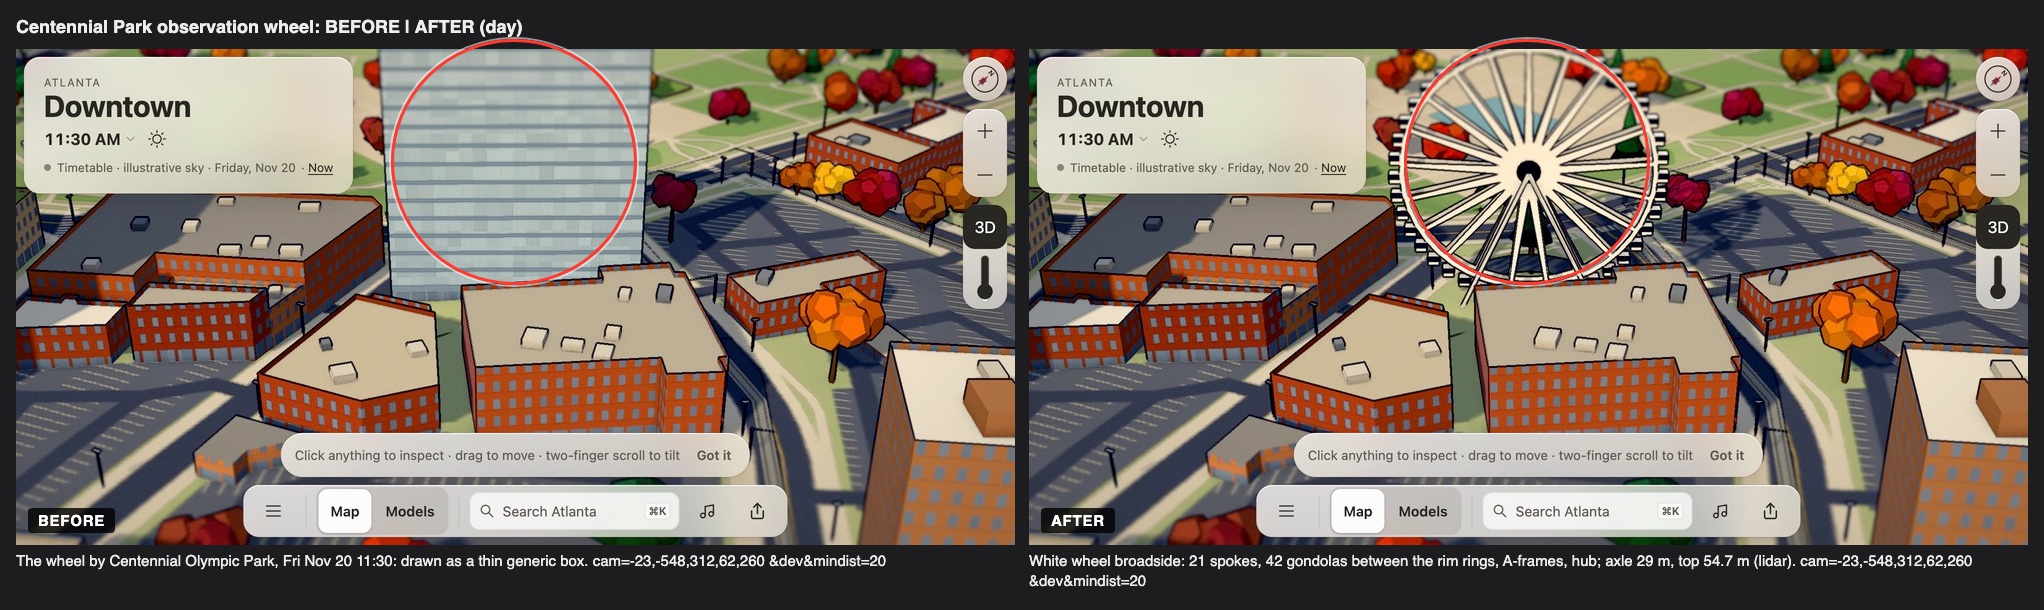 Centennial Park observation wheel: BEFORE | AFTER (day)
ATLANTA
Downtown
11:30 AM
Timetable · illustrative sky · Friday, Nov 20 · Now
3D
Click anything to inspect · drag to move · two-finger scroll to tilt Got it
Map Models Search Atlanta ⌘K
BEFORE
The wheel by Centennial Olympic Park, Fri Nov 20 11:30: drawn as a thin generic box. cam=-23,-548,312,62,260 &dev&mindist=20
ATLANTA
Downtown
11:30 AM
Timetable · illustrative sky · Friday, Nov 20 · Now
3D
Click anything to inspect · drag to move · two-finger scroll to tilt Got it
Map Models Search Atlanta ⌘K
AFTER
White wheel broadside: 21 spokes, 42 gondolas between the rim rings, A-frames, hub; axle 29 m, top 54.7 m (lidar). cam=-23,-548,312,62,260
&dev&mindist=20